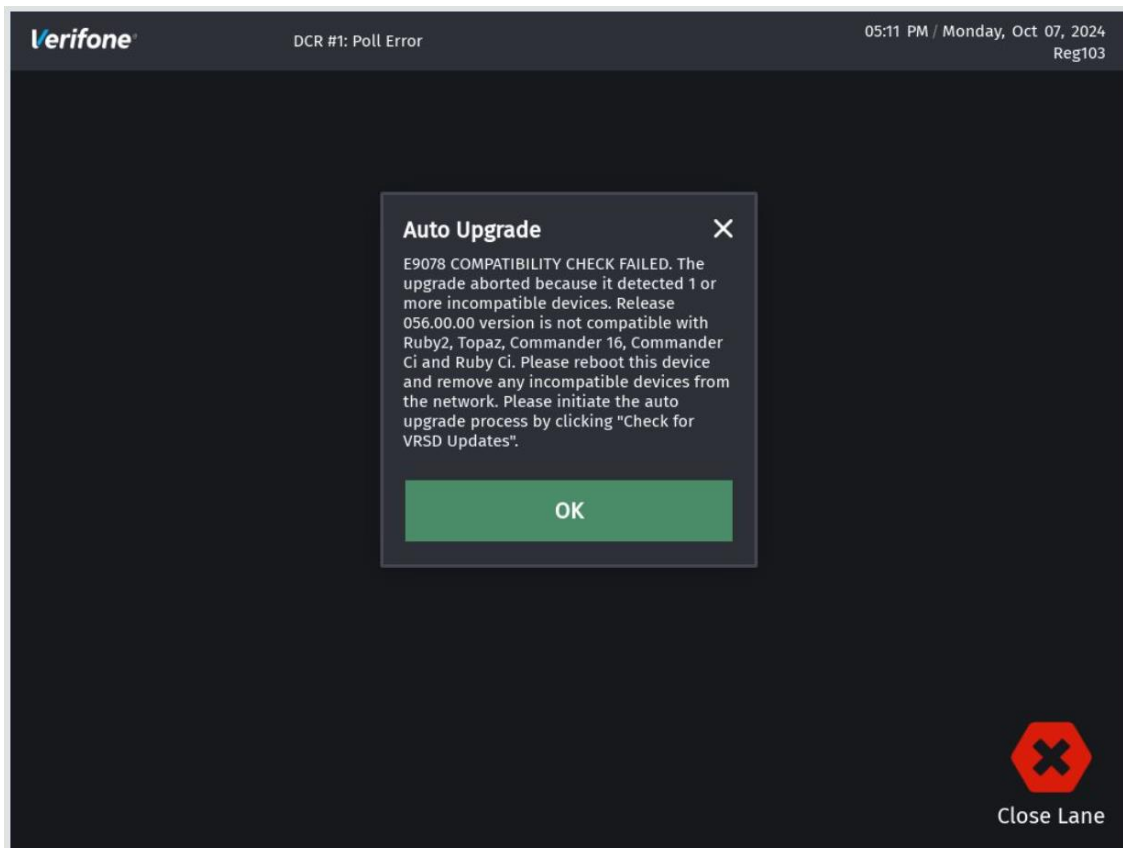 Verifone
DCR #1: Poll Error
05:11 PM / Monday, Oct 07, 2024
Reg103
Auto Upgrade
E9078 COMPATIBILITY CHECK FAILED. The
upgrade aborted because it detected 1 or
more incompatible devices. Release
056.00.00 version is not compatible with
Ruby2, Topaz, Commander 16, Commander
Ci and Ruby Ci. Please reboot this device
and remove any incompatible devices from
the network. Please initiate the auto
upgrade process by clicking "Check for
VRSD Updates".
OK
Close Lane